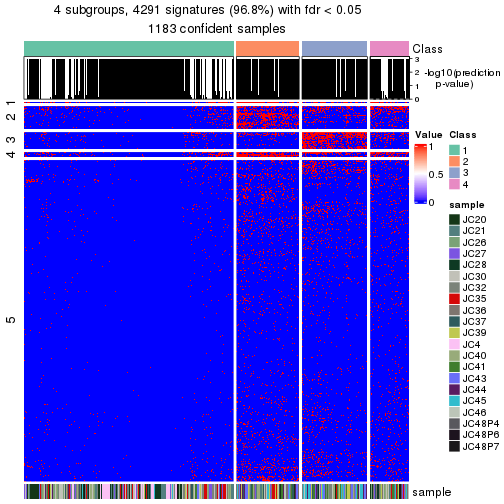 4 subgroups, 4291 signatures (96.8%) with fdr < 0.05
1183 confident samples
Class
3
2
1
0
-log10(prediction
p-value)
1
2
3
4
5
Value
1
0.5
0
Class
1
2
3
4
sample
JC20
JC21
JC26
JC27
JC28
JC30
JC32
JC35
JC36
JC37
JC39
JC4
JC40
JC41
JC43
JC44
JC45
JC46
JC48P4
JC48P6
JC48P7
sample